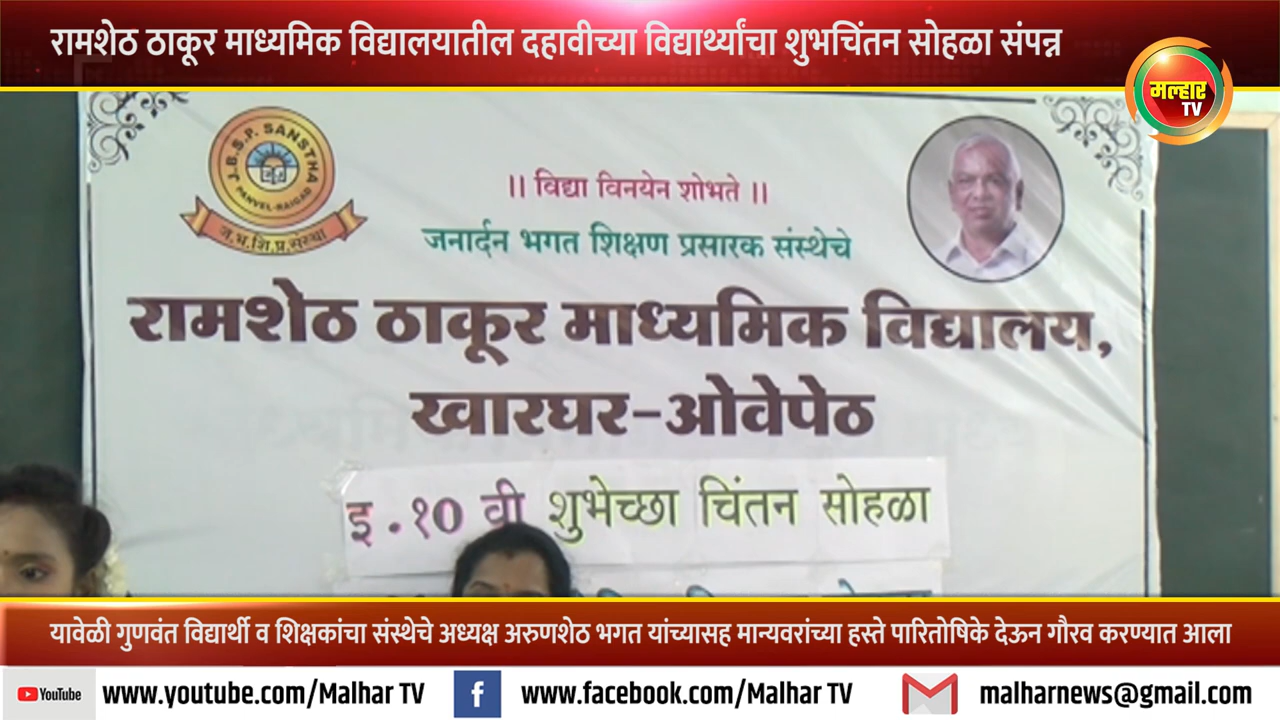 रामशेठ ठाकूर माध्यमिक विद्यालयातील दहावीच्या विद्यार्थ्यांचा शुभचिंतन सोहळा संपन्न
मल्हार
TV
J.B.S.P. SANSTHA
PANVEL-RAIGAD
ज.भ.शि.प्र.संस्था
|| विद्या विनयेन शोभते ||
जनार्दन भगत शिक्षण प्रसारक संस्थेचे
रामशेठ ठाकूर माध्यमिक विद्यालय,
खारघर-ओवेपेठ
इ.१0 वी शुभेच्छा चिंतन सोहळा
यावेळी गुणवंत विद्यार्थी व शिक्षकांचा संस्थेचे अध्यक्ष अरुणशेठ भगत यांच्यासह मान्यवरांच्या हस्ते पारितोषिके देऊन गौरव करण्यात आला
YouTube www.youtube.com/Malhar TV www.facebook.com/Malhar TV malharnews@gmail.com